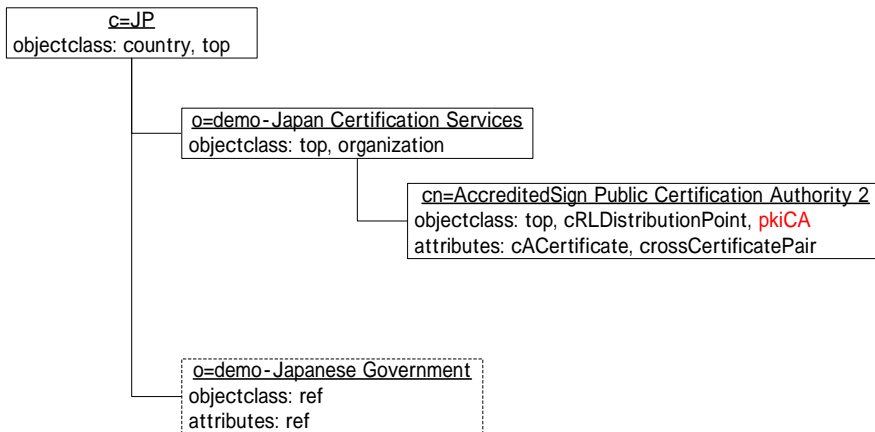 c=JP
objectclass: country, top
o=demo-Japan Certification Services
objectclass: top, organization
cn=AccreditedSign Public Certification Authority 2
objectclass: top, cRLDistributionPoint, pkiCA
attributes: cACertificate, crossCertificatePair
o=demo-Japanese Government
objectclass: ref
attributes: ref